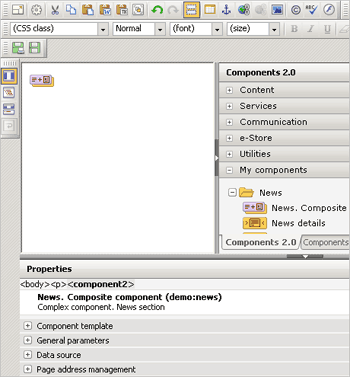 (CSS class)
Normal
(font)
(size)
Components 2.0
Content
Services
Communication
e-Store
Utilities
My components
News
News. Composite
News details
Components 2.0
Components
Properties
<body><p><component2>
News. Composite component (demo:news)
Complex component. News section
Component template
General parameters
Data source
Page address management